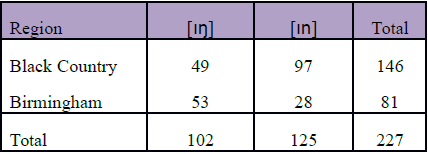 Region [ɪŋ] [ɪn] Total
Black Country 49 97 146
Birmingham 53 28 81
Total 102 125 227